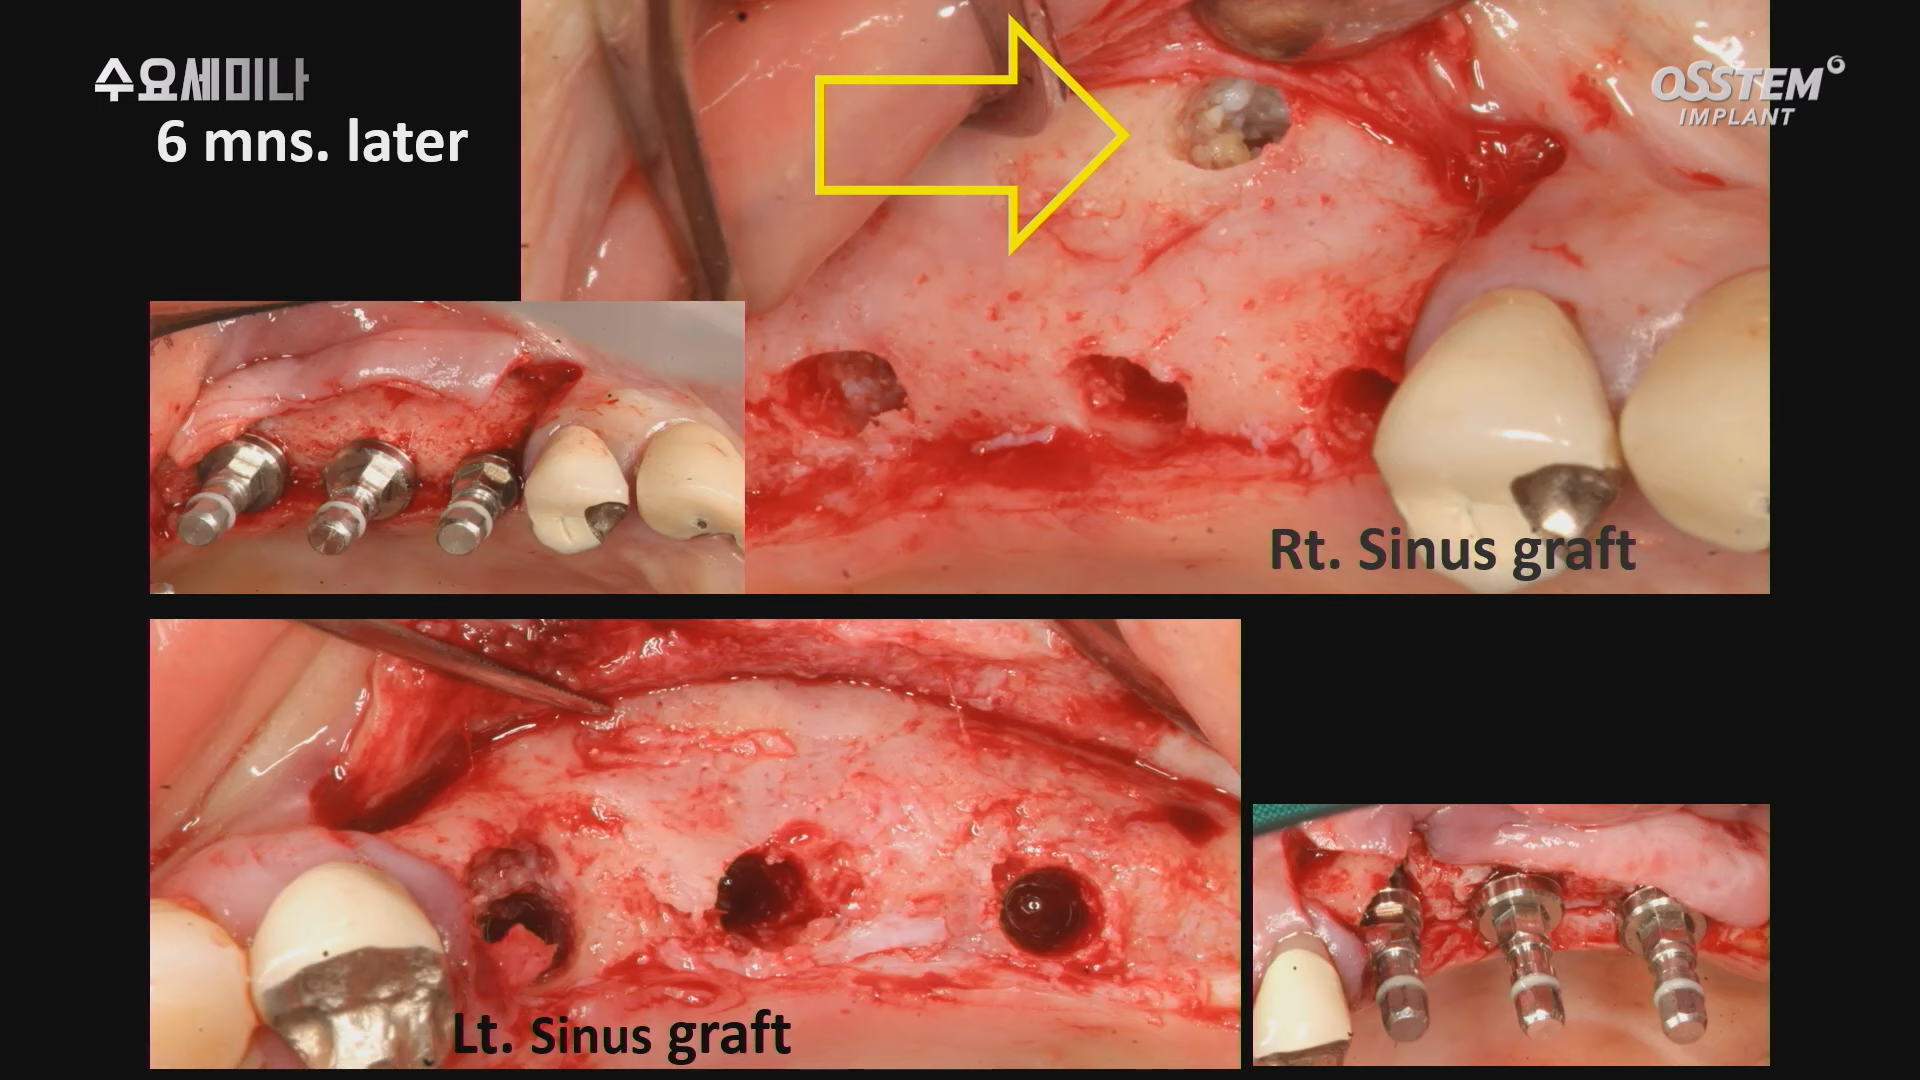 수요세미나
6 mns. later
OSSTEM
IMPLANT
Rt. Sinus graft
Lt. Sinus graft